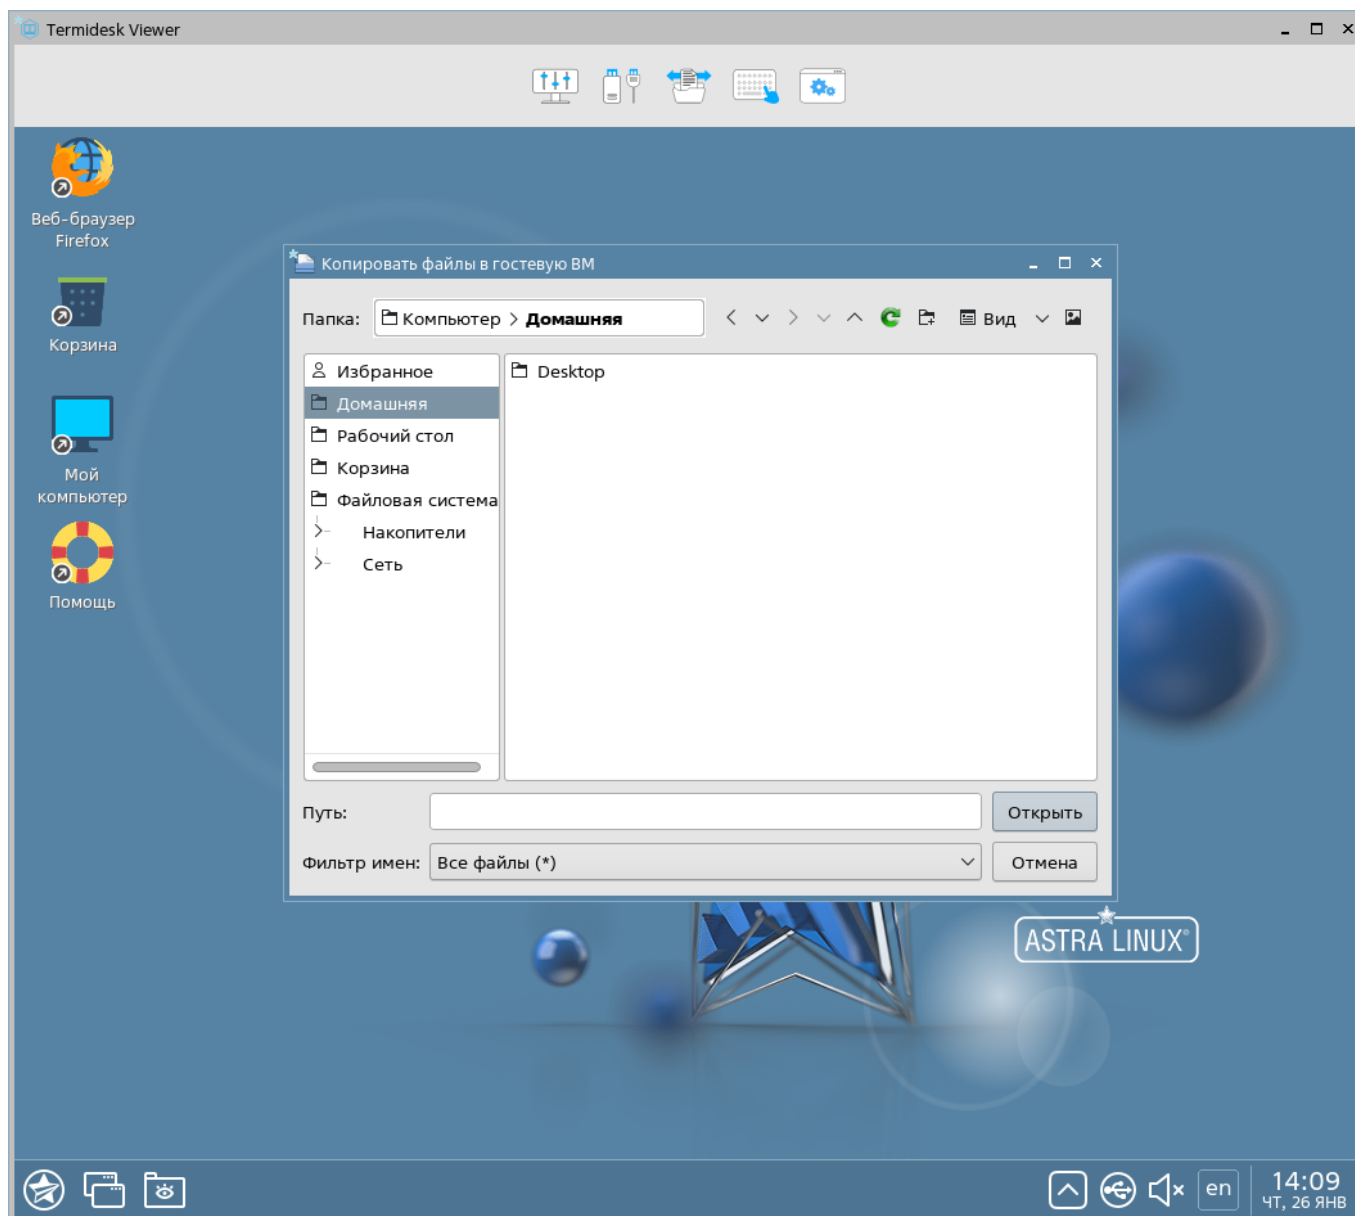 Termidesk Viewer
Веб-браузер
Firefox
Корзина
Мой
компьютер
Помощь
Копировать файлы в гостевую ВМ
Папка: Компьютер > Домашняя Вид
Избранное
Домашняя
Рабочий стол
Корзина
Файловая система
Накопители
Сеть
Desktop
Путь: Открыть
Фильтр имен: Все файлы (*) Отмена
ASTRA LINUX®
en
14:09
ЧТ, 26 ЯНВ